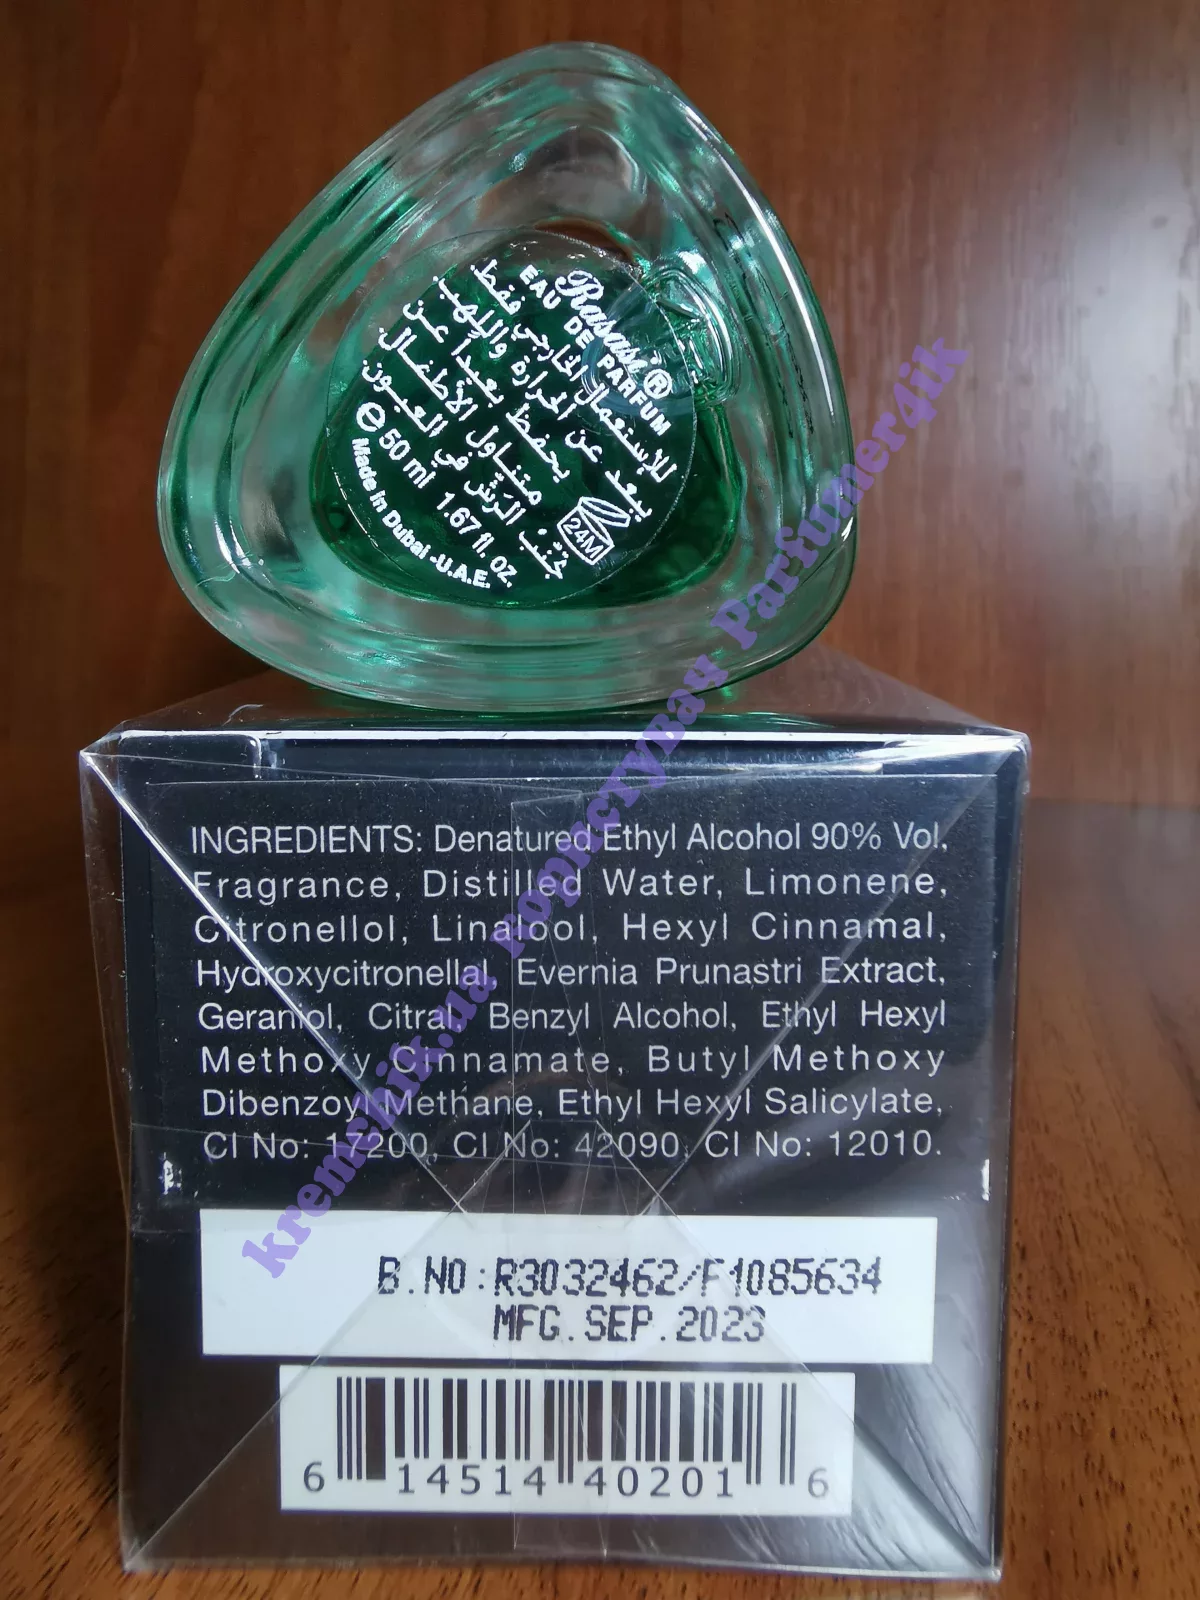 Rasasi®
EAU DE PARFUM
للإستعمال الخارجي فقط
تبعد عن الحرارة واللهب
يحفظ بعيداً عن
متناول الأطفال
تجنب الرش في العيون
24M
℮ 50 ml 1.67 fl. oz.
Made in Dubai -U.A.E.
INGREDIENTS: Denatured Ethyl Alcohol 90% Vol,
Fragrance, Distilled Water, Limonene,
Citronellol, Linalool, Hexyl Cinnamal,
Hydroxycitronellal, Evernia Prunastri Extract,
Geraniol, Citral, Benzyl Alcohol, Ethyl Hexyl
Methoxy Cinnamate, Butyl Methoxy
Dibenzoyl Methane, Ethyl Hexyl Salicylate,
CI No: 17200, CI No: 42090, CI No: 12010.
B.NO:R3032462/F1085634
MFG.SEP.2023
6 14514 40201 6
kremchik.ua користувач Parfumer4ik